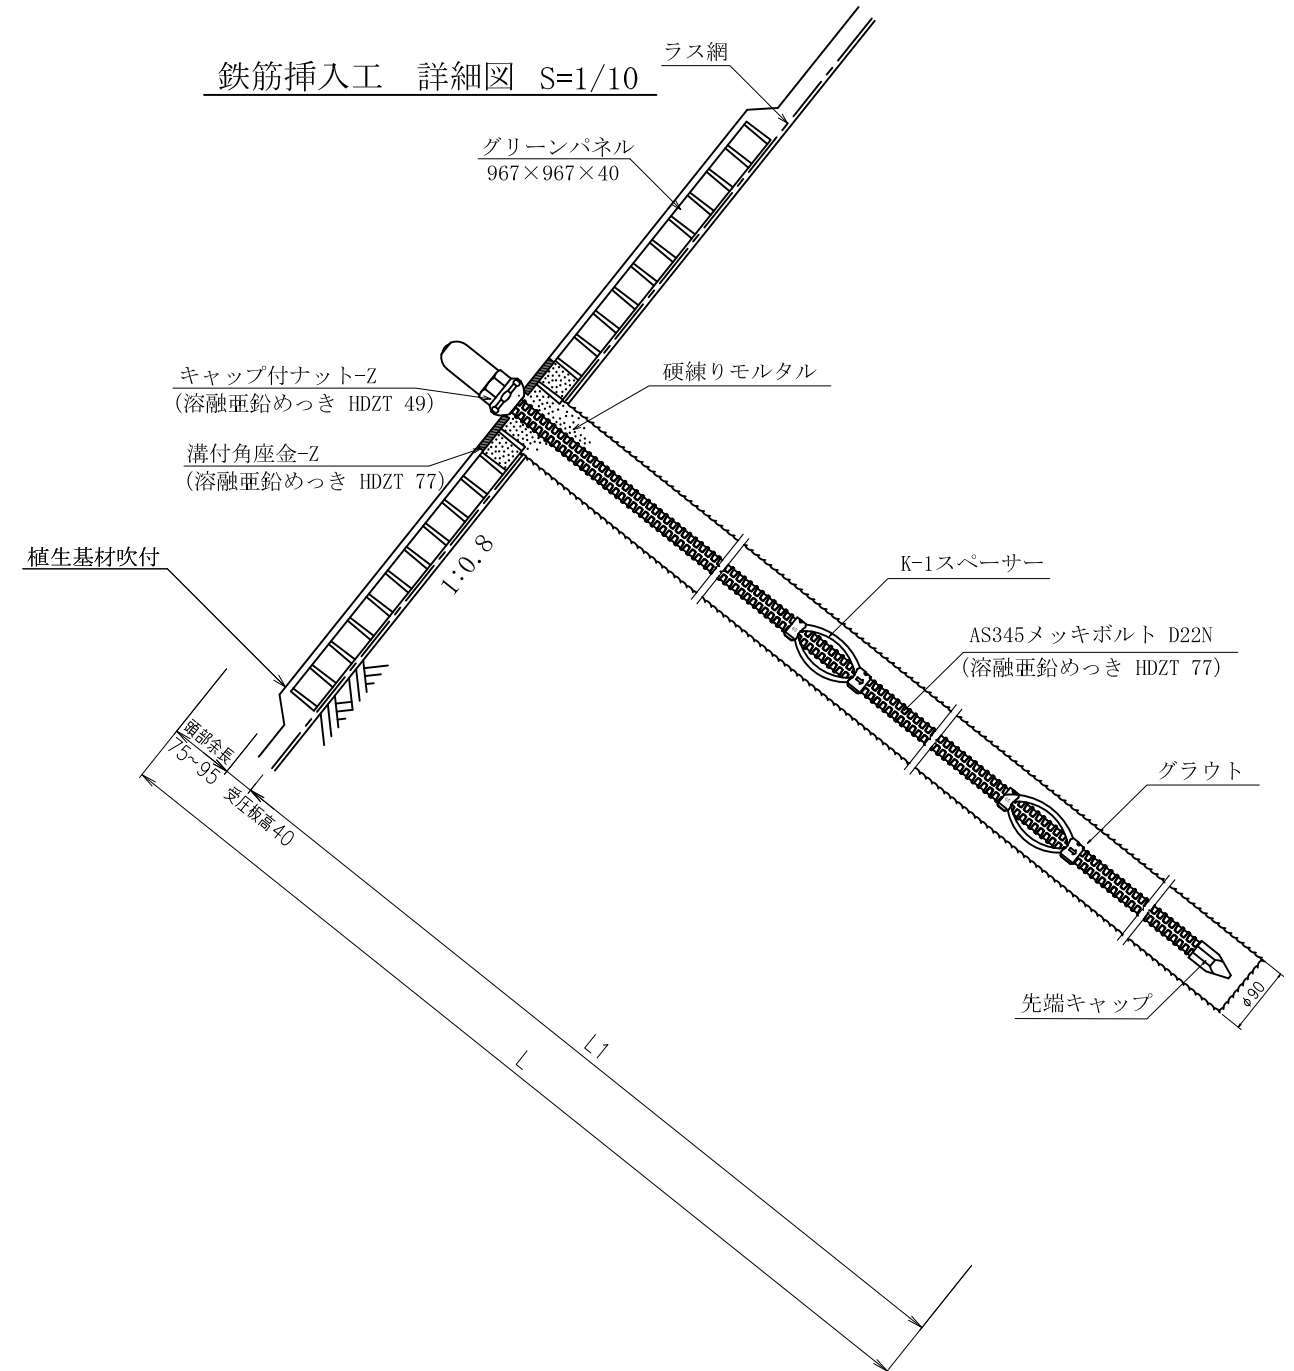 鉄筋挿入工　詳細図 S=1/10
ラス網
グリーンパネル
967×967×40
キャップ付ナット-Z
(溶融亜鉛めっき HDZT 49)
硬練りモルタル
溝付角座金-Z
(溶融亜鉛めっき HDZT 77)
1:0.8
植生基材吹付
K-1スペーサー
AS345メッキボルト D22N
(溶融亜鉛めっき HDZT 77)
頭部余長
75~95
受圧板高40
グラウト
先端キャップ
φ90
L1
L